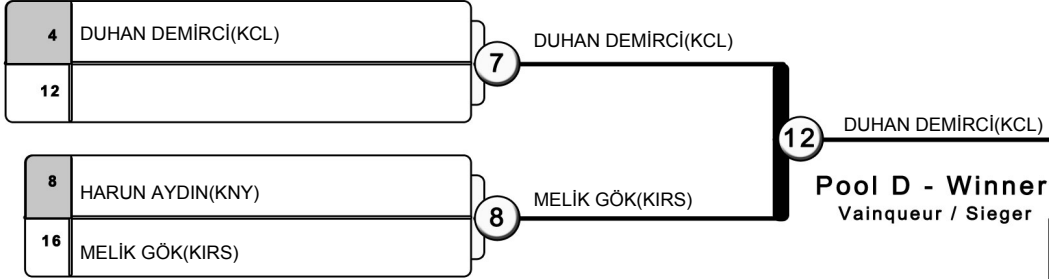 4 DUHAN DEMİRCİ(KCL)
12
7
DUHAN DEMİRCİ(KCL)
8 HARUN AYDIN(KNY)
16 MELİK GÖK(KIRS)
8
MELİK GÖK(KIRS)
12
DUHAN DEMİRCİ(KCL)
Pool D - Winner
Vainqueur / Sieger